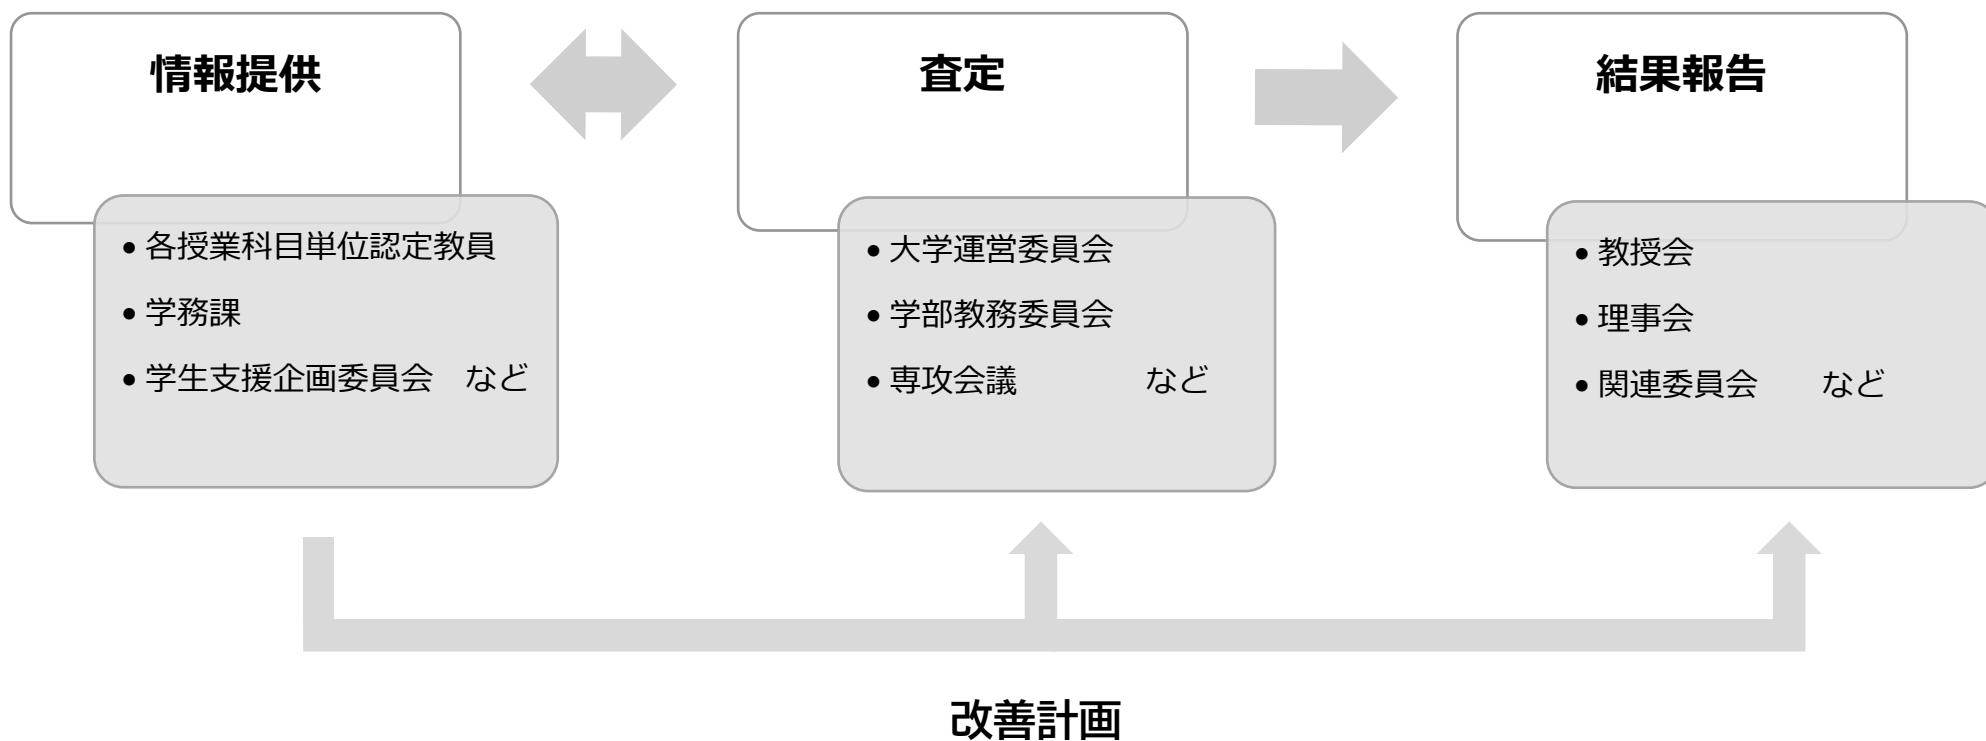 情報提供
• 各授業科目単位認定教員
• 学務課
• 学生支援企画委員会　など
査定
• 大学運営委員会
• 学部教務委員会
• 専攻会議　　　　など
結果報告
• 教授会
• 理事会
• 関連委員会　　など
改善計画